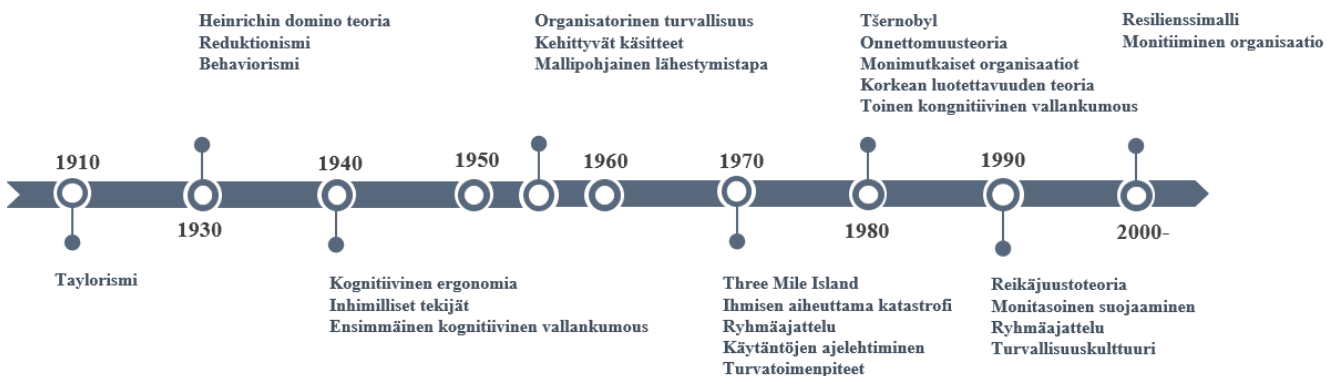 Heinrichin domino teoria
Reduktionismi
Behaviorismi
Organisatorinen turvallisuus
Kehittyvät käsitteet
Mallipohjainen lähestymistapa
Tšernobyl
Onnettomuusteoria
Monimutkaiset organisaatiot
Korkean luotettavuuden teoria
Toinen kongnitiivinen vallankumous
Resilienssimalli
Monitiiminen organisaatio
1910
1940
1950
1960
1970
1990
1930
1980
2000-
Taylorismi
Kognitiivinen ergonomia
Inhimilliset tekijät
Ensimmäinen kognitiivinen vallankumous
Three Mile Island
Ihmisen aiheuttama katastrofi
Ryhmäajattelu
Käytäntöjen ajelehtiminen
Turvatoimenpiteet
Reikäjuustoteoria
Monitasoinen suojaaminen
Ryhmäajattelu
Turvallisuuskulttuuri